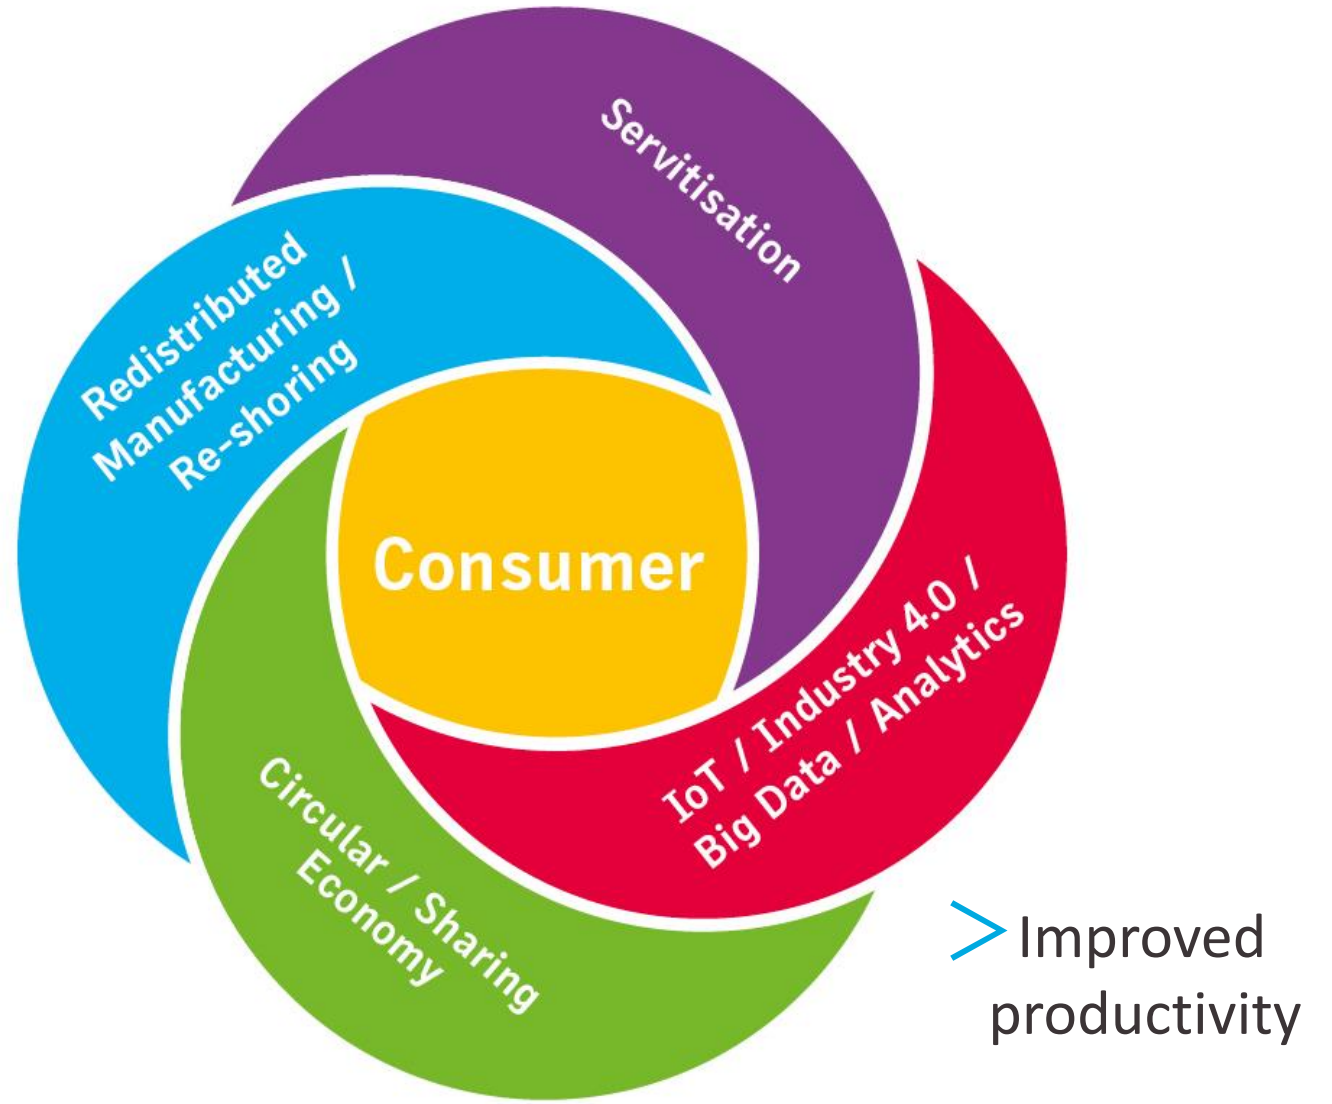 Servitisation
Redistributed
Manufacturing /
Re-shoring
Consumer
IoT / Industry 4.0 /
Big Data / Analytics
Circular / Sharing
Economy
Improved
productivity